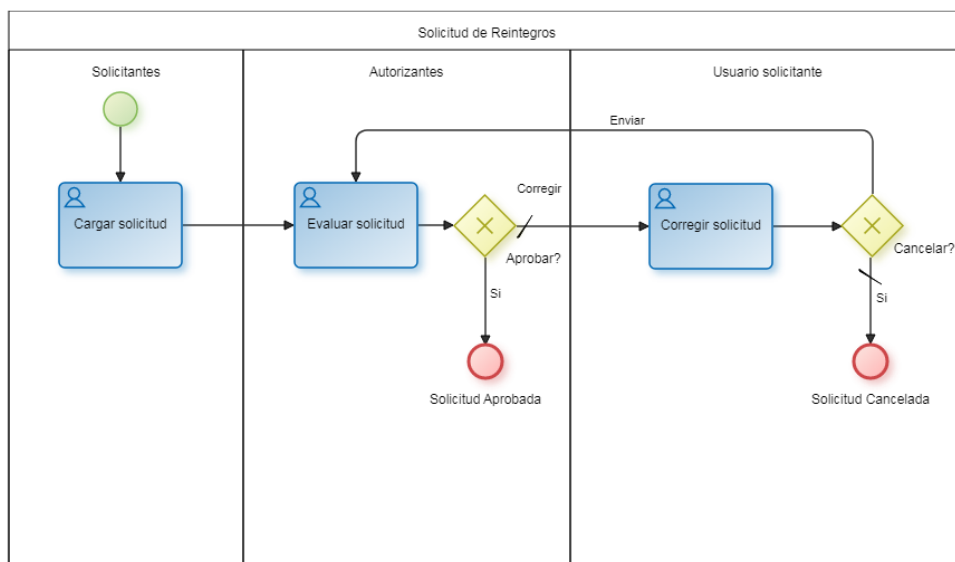 Solicitud de Reintegros
Solicitantes
Autorizantes
Usuario solicitante
Enviar
Cargar solicitud
Evaluar solicitud
Corregir
Aprobar?
Corregir solicitud
Cancelar?
Si
Si
Solicitud Aprobada
Solicitud Cancelada